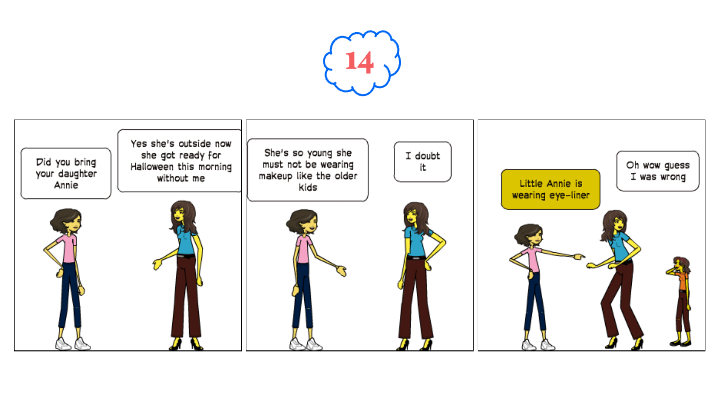 14
Did you bring
your daughter
Annie
Yes she's outside now
she got ready for
Halloween this morning
without me
She's so young she
must not be wearing
makeup like the older
kids
I doubt
it
Little Annie is
wearing eye-liner
Oh wow guess
I was wrong